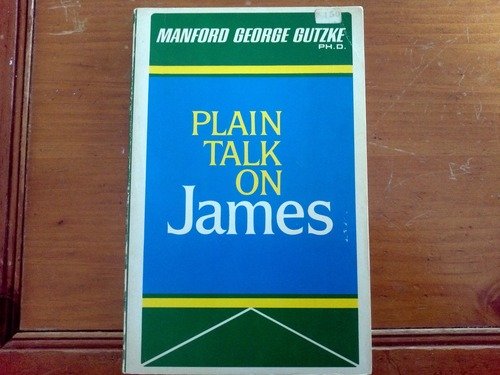 MANFORD GEORGE GUTZKE
PH.D.
PLAIN
TALK
ON
James